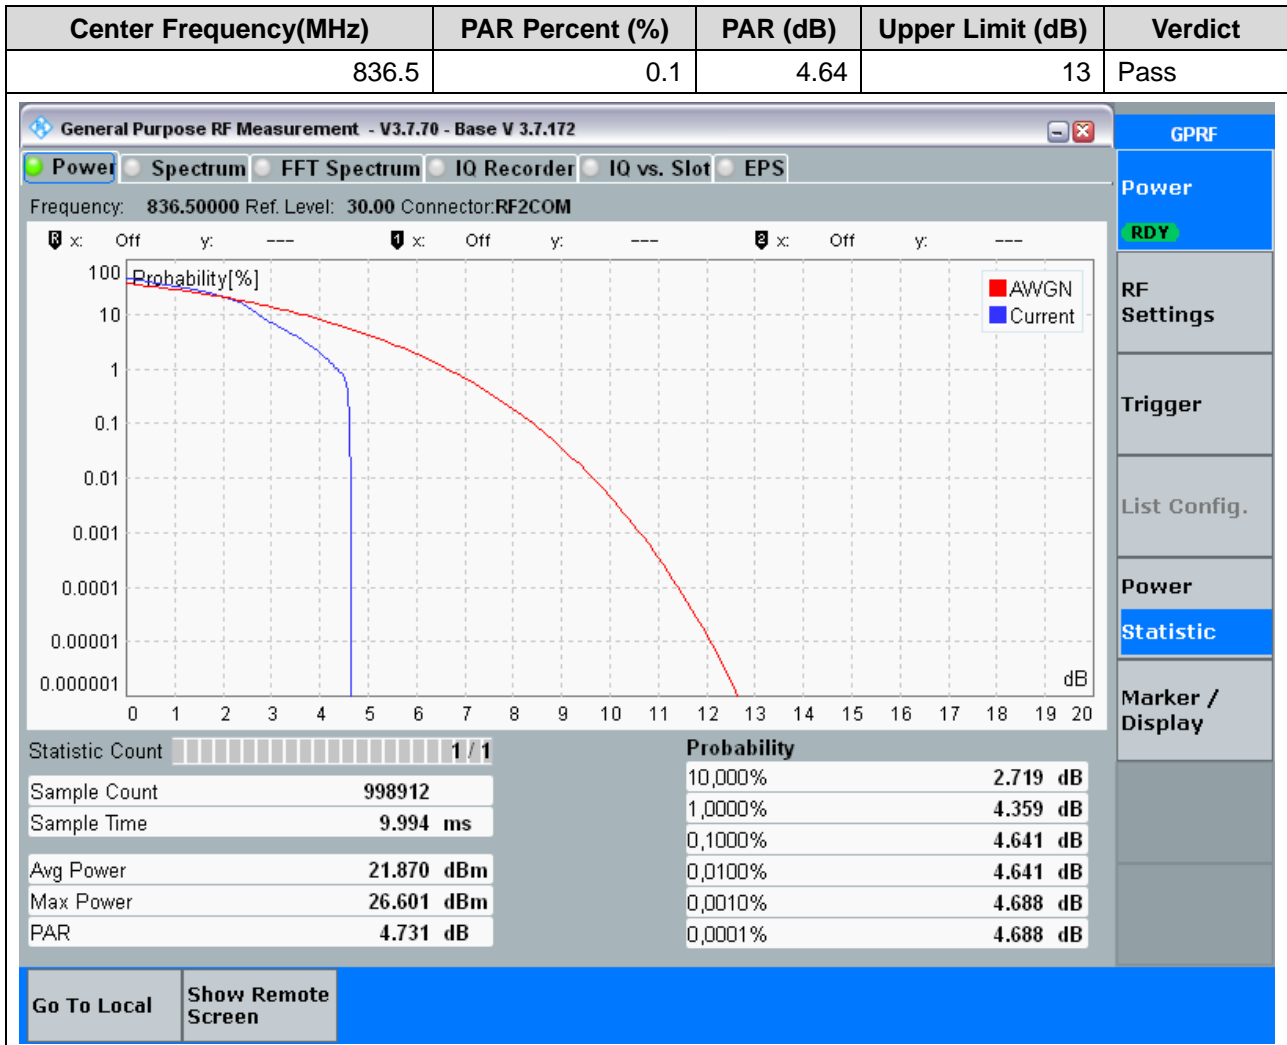 Center Frequency(MHz) PAR Percent (%) PAR (dB) Upper Limit (dB) Verdict
836.5 0.1 4.64 13 Pass
General Purpose RF Measurement - V3.7.70 - Base V 3.7.172
GPRF
Power Spectrum FFT Spectrum IQ Recorder IQ vs. Slot EPS
Power
RDY
Frequency: 836.50000 Ref. Level: 30.00 Connector:RF2COM
R x: Off y: --- 1 x: Off y: --- 2 x: Off y: ---
Probability[%]
AWGN
Current
100
10
1
0.1
0.01
0.001
0.0001
0.00001
0.000001
dB
0 1 2 3 4 5 6 7 8 9 10 11 12 13 14 15 16 17 18 19 20
RF
Settings
Trigger
List Config.
Power
Statistic
Marker /
Display
Statistic Count 1 / 1
Sample Count 998912
Sample Time 9.994 ms
Avg Power 21.870 dBm
Max Power 26.601 dBm
PAR 4.731 dB
Probability
10,000% 2.719 dB
1,0000% 4.359 dB
0,1000% 4.641 dB
0,0100% 4.641 dB
0,0010% 4.688 dB
0,0001% 4.688 dB
Go To Local
Show Remote
Screen